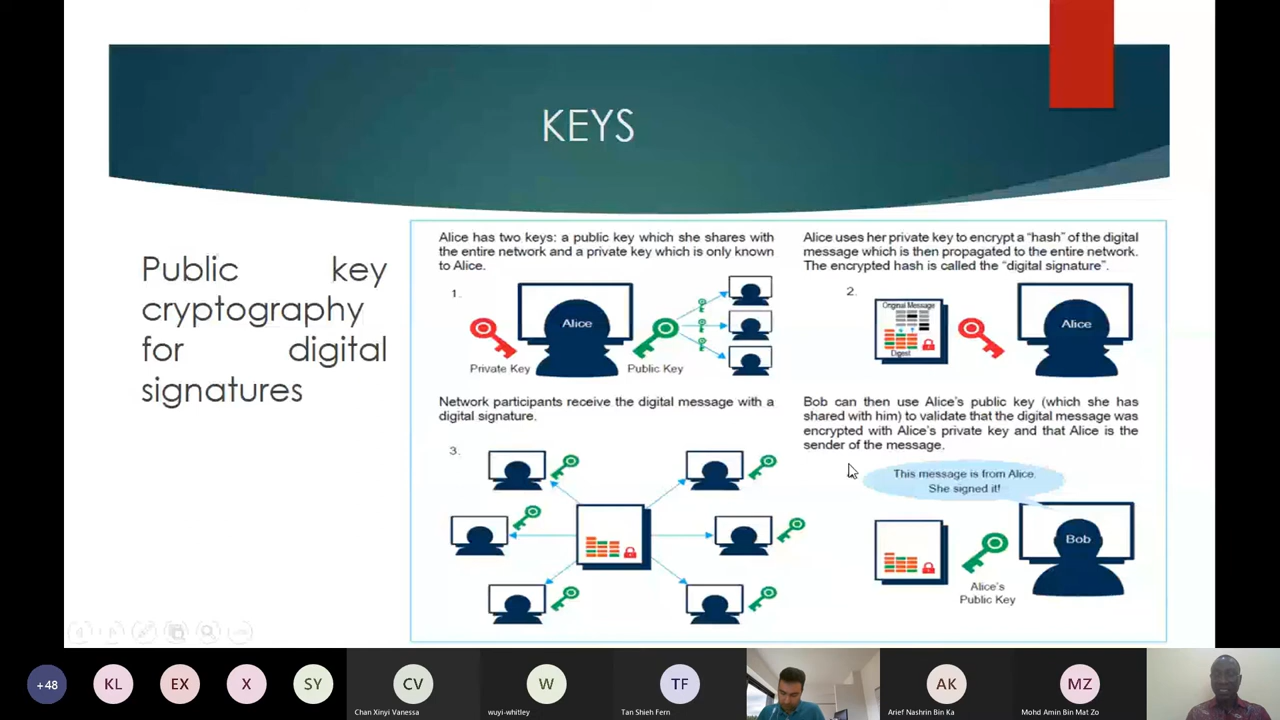 KEYS
Public key
cryptography
for digital
signatures
Alice has two keys: a public key which she shares with
the entire network and a private key which is only known
to Alice.
1.
Alice
Private Key
Public Key
Alice uses her private key to encrypt a “hash” of the digital
message which is then propagated to the entire network.
The encrypted hash is called the “digital signature”.
2.
Original Message
Digest
Alice
Network participants receive the digital message with a
digital signature.
3.
Bob can then use Alice’s public key (which she has
shared with him) to validate that the digital message was
encrypted with Alice’s private key and that Alice is the
sender of the message.
This message is from Alice.
She signed it!
Bob
Alice’s
Public Key
+48
KL
EX
X
SY
CV
Chan Xinyi Vanessa
W
wuyi-whitley
TF
Tan Shieh Fern
AK
Arief Nashrin Bin Ka
MZ
Mohd Amin Bin Mat Zo